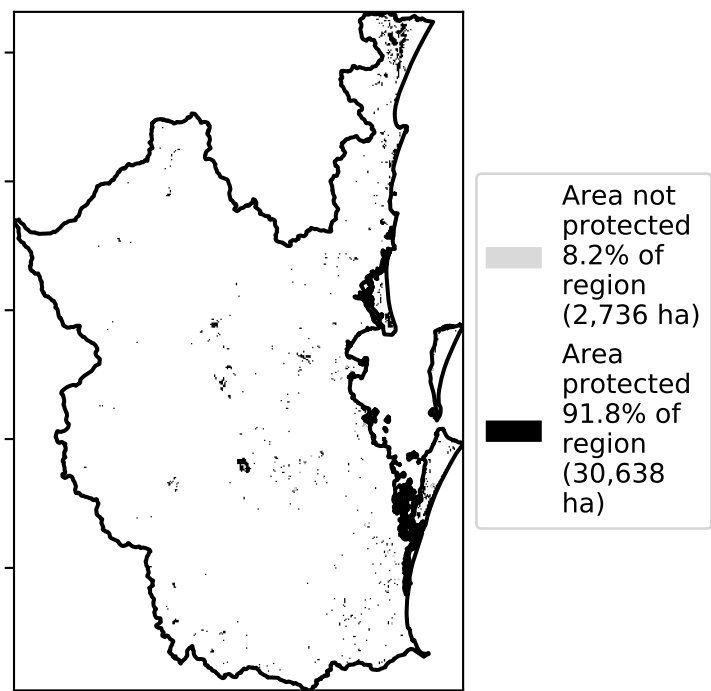 Area not
protected
8.2% of
region
(2,736 ha)
Area
protected
91.8% of
region
(30,638
ha)